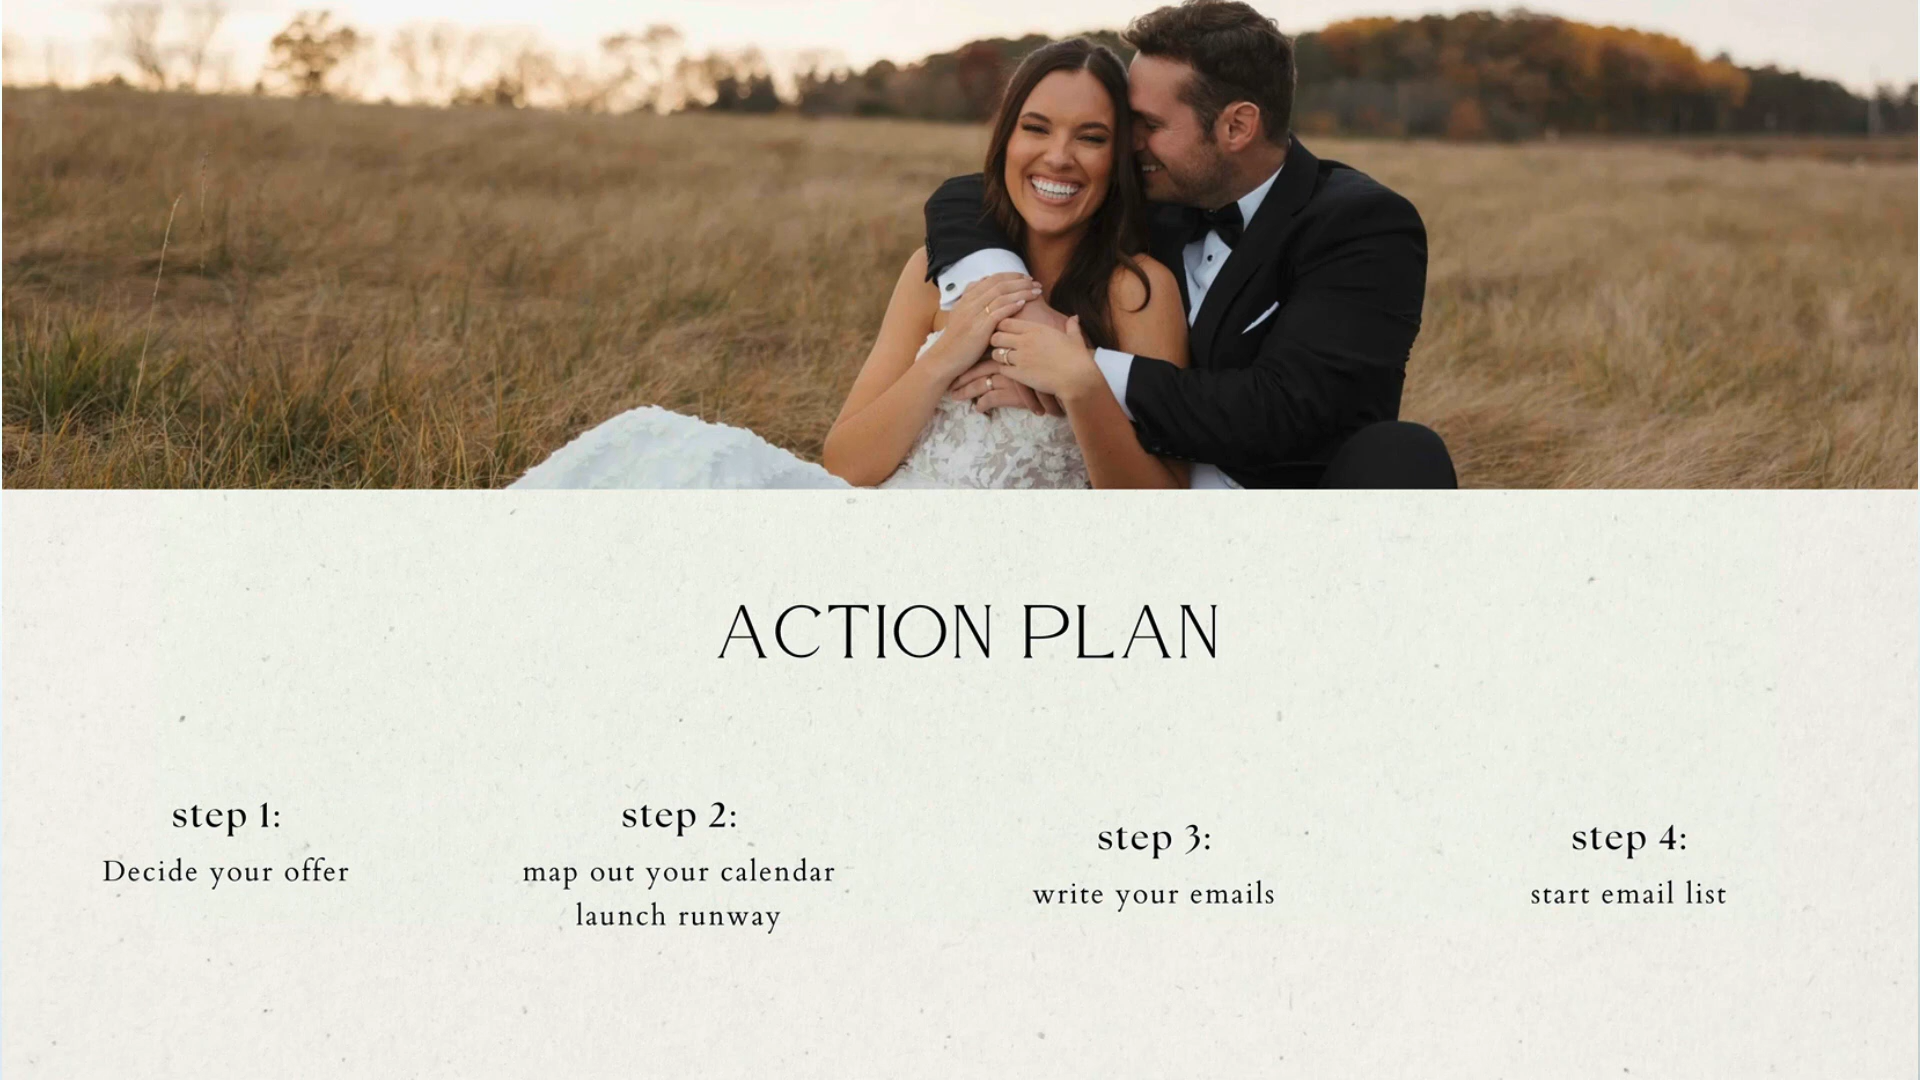 ACTION PLAN
step 1:
Decide your offer
step 2:
map out your calendar
launch runway
step 3:
write your emails
step 4:
start email list